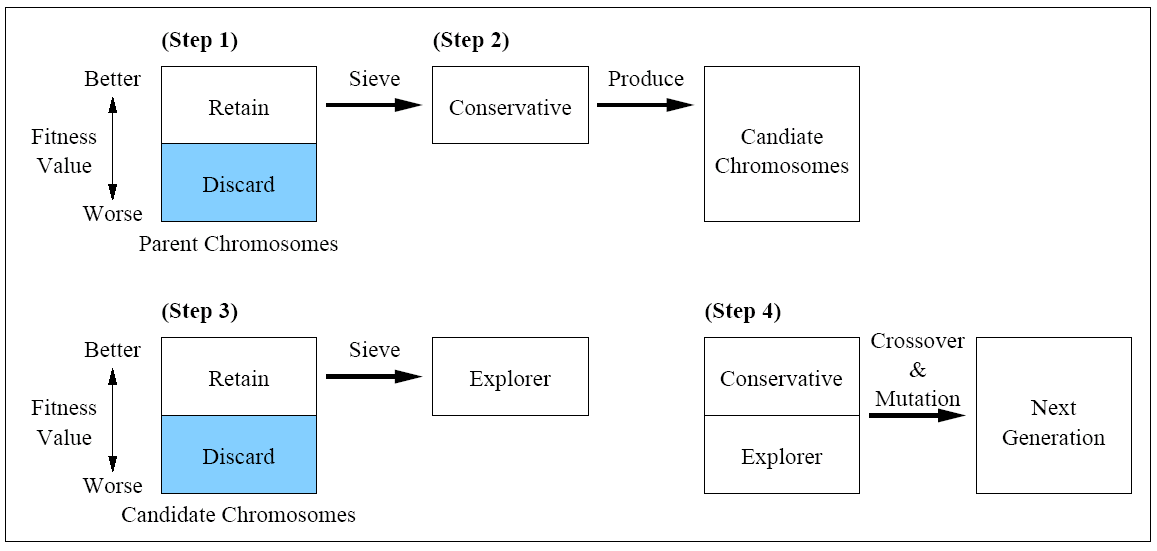 (Step 1)
(Step 2)
Better
Fitness
Value
Worse
Retain
Discard
Parent Chromosomes
Sieve
Conservative
Produce
Candiate
Chromosomes
(Step 3)
(Step 4)
Better
Fitness
Value
Worse
Retain
Discard
Candidate Chromosomes
Sieve
Explorer
Conservative
Explorer
Crossover
&
Mutation
Next
Generation